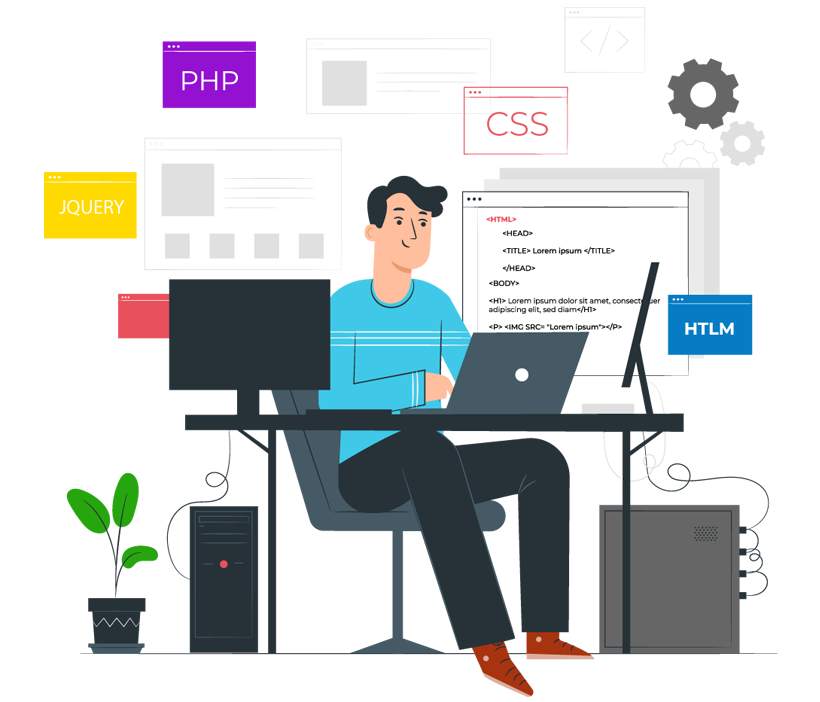 PHP
CSS
JQUERY
<HTML>
<HEAD>
<TITLE> Lorem ipsum </TITLE>
</HEAD>
<BODY>
<H1> Lorem ipsum dolor sit amet, consectetuer
adipiscing elit, sed diam</H1>
<P> <IMG SRC= "Lorem ipsum"></P>
HTLM